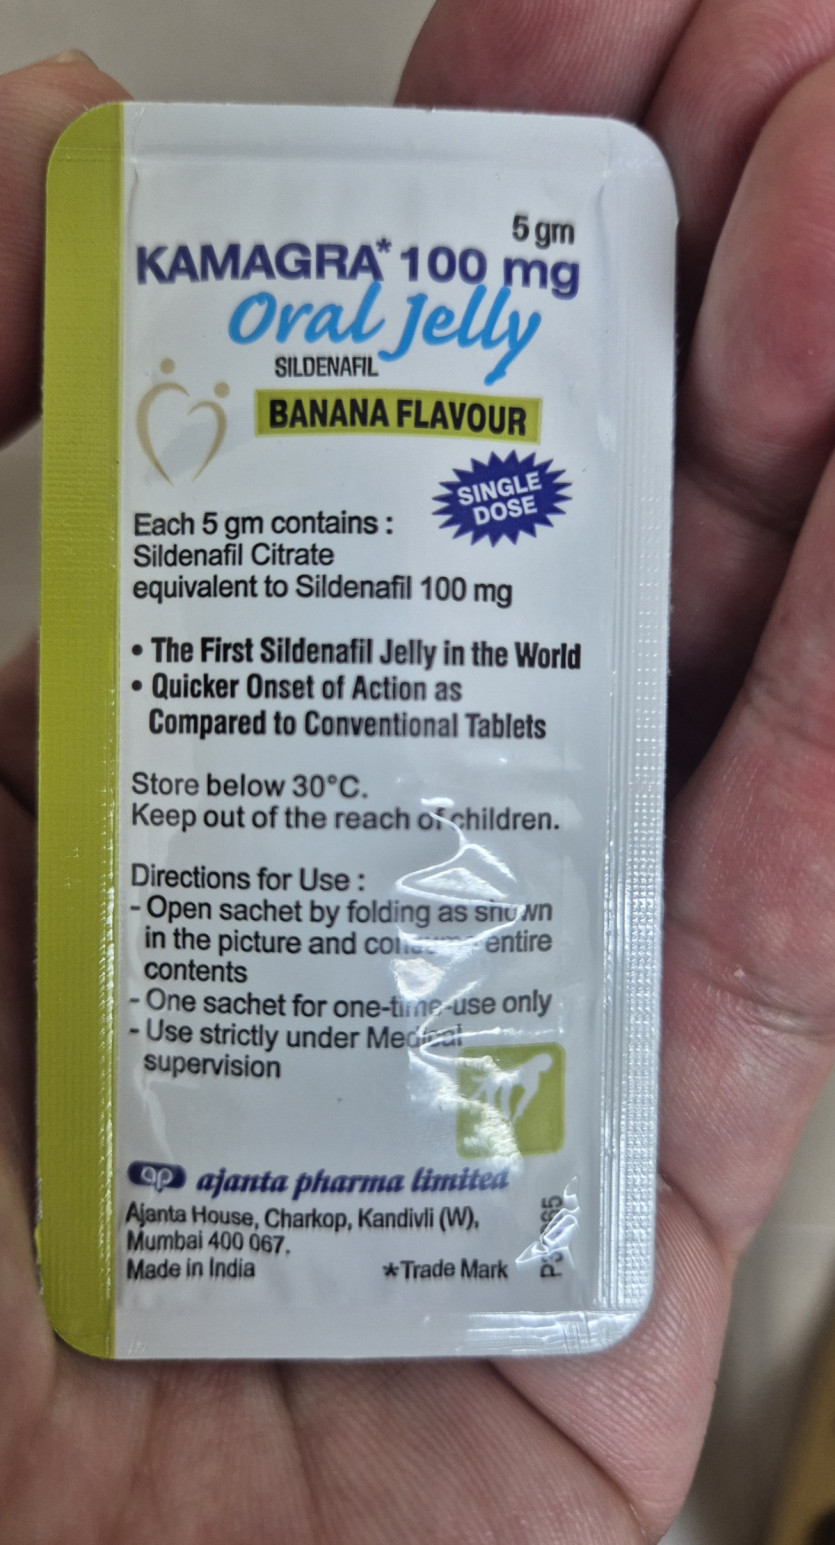 5 gm
KAMAGRA* 100 mg
Oral Jelly
SILDENAFIL
BANANA FLAVOUR
SINGLE
DOSE
Each 5 gm contains :
Sildenafil Citrate
equivalent to Sildenafil 100 mg
• The First Sildenafil Jelly in the World
• Quicker Onset of Action as
Compared to Conventional Tablets
Store below 30°C.
Keep out of the reach of children.
Directions for Use :
- Open sachet by folding as shown
in the picture and consume entire
contents
- One sachet for one-time-use only
- Use strictly under Medical
supervision
ap ajanta pharma limited
Ajanta House, Charkop, Kandivli (W),
Mumbai 400 067.
Made in India
*Trade Mark